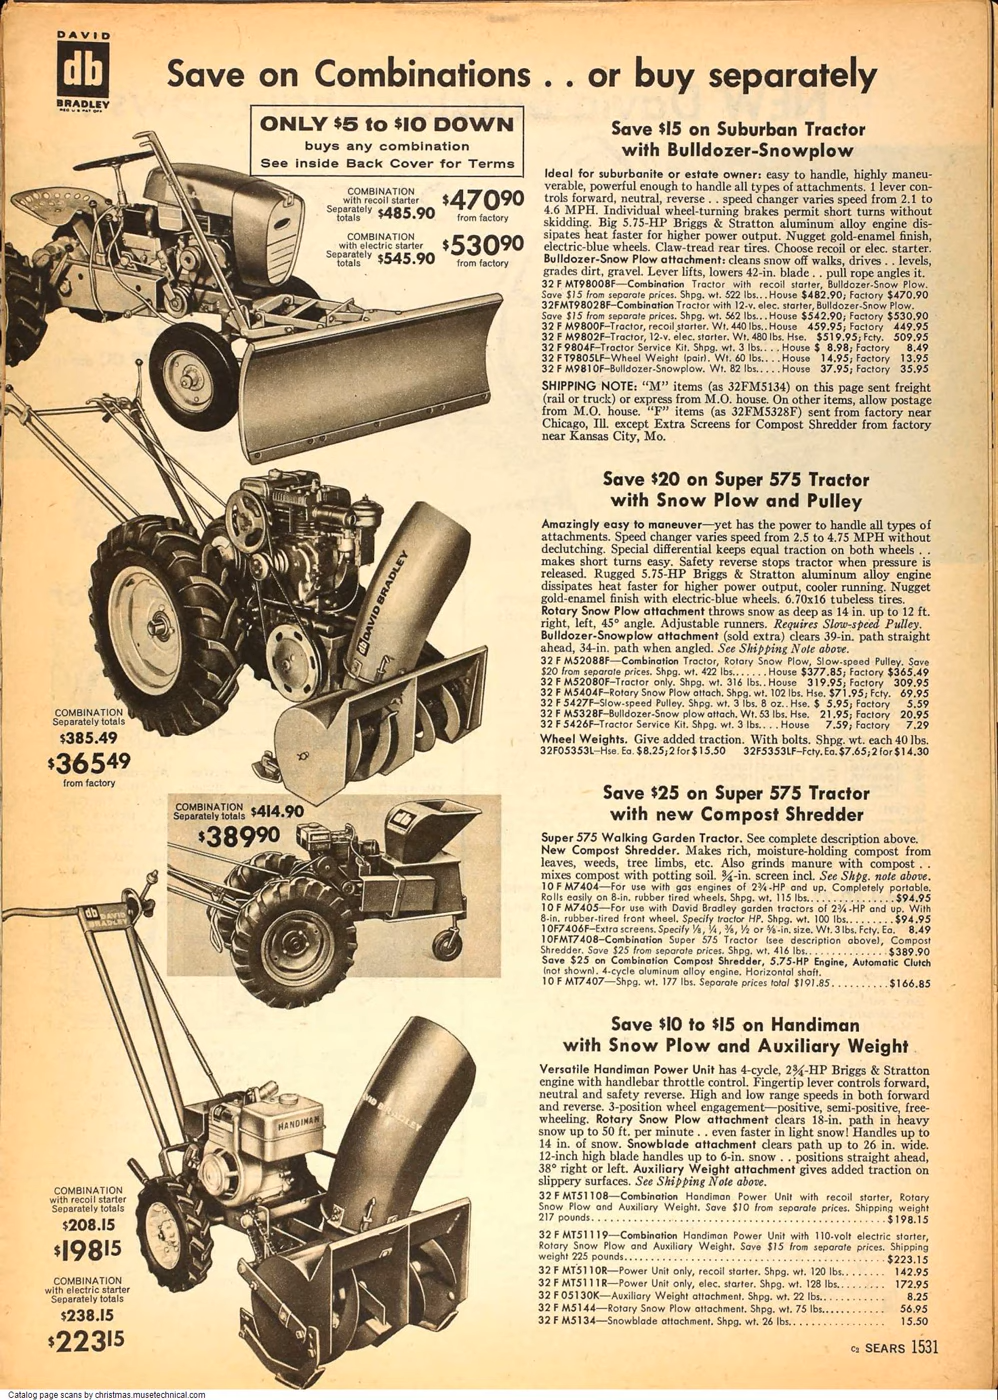 DAVID
db
BRADLEY
REG U S PAT OFF.
Save on Combinations . . or buy separately
ONLY $5 to $10 DOWN
buys any combination
See inside Back Cover for Terms
COMBINATION
with recoil starter
Separately
totals $485.90
$470⁹⁰
from factory
COMBINATION
with electric starter
Separately
totals $545.90
$530⁹⁰
from factory
DAVID BRADLEY
COMBINATION
Separately totals
$385.49
$365⁴⁹
from factory
COMBINATION
Separately totals $414.90
$389⁹⁰
db
db
DAVID
BRADLEY
HANDIMAN
COMBINATION
with recoil starter
Separately totals
$208.15
$198¹⁵
COMBINATION
with electric starter
Separately totals
$238.15
$223¹⁵
Save $15 on Suburban Tractor
with Bulldozer-Snowplow
Ideal for suburbanite or estate owner: easy to handle, highly maneu-
verable, powerful enough to handle all types of attachments. 1 lever con-
trols forward, neutral, reverse . . speed changer varies speed from 2.1 to
4.6 MPH. Individual wheel-turning brakes permit short turns without
skidding. Big 5.75-HP Briggs & Stratton aluminum alloy engine dis-
sipates heat faster for higher power output. Nugget gold-enamel finish,
electric-blue wheels. Claw-tread rear tires. Choose recoil or elec. starter.
Bulldozer-Snow Plow attachment: cleans snow off walks, drives . . levels,
grades dirt, gravel. Lever lifts, lowers 42-in. blade . . pull rope angles it.
32 F MT98008F—Combination Tractor with recoil starter, Bulldozer-Snow Plow.
Save $15 from separate prices. Shpg. wt. 522 lbs...House $482.90; Factory $470.90
32FMT9802BF—Combination Tractor with 12-v. elec. starter, Bulldozer-Snow Plow.
Save $15 from separate prices. Shpg. wt. 562 lbs...House $542.90; Factory $530.90
32 F M9800F—Tractor, recoil starter. Wt. 440 lbs..House 459.95; Factory 449.95
32 F M9802F—Tractor, 12-v. elec. starter. Wt. 480 lbs. Hse. $519.95; Fcty. 509.95
32 F 9804F—Tractor Service Kit. Shpg. wt. 3 lbs....House $ 8.98; Factory 8.49
32 F T9805LF—Wheel Weight (pair). Wt. 60 lbs....House 14.95; Factory 13.95
32 F M9810F—Bulldozer-Snowplow. Wt. 82 lbs.....House 37.95; Factory 35.95
SHIPPING NOTE: "M" items (as 32FM5134) on this page sent freight
(rail or truck) or express from M.O. house. On other items, allow postage
from M.O. house. "F" items (as 32FM5328F) sent from factory near
Chicago, Ill. except Extra Screens for Compost Shredder from factory
near Kansas City, Mo.
Save $20 on Super 575 Tractor
with Snow Plow and Pulley
Amazingly easy to maneuver—yet has the power to handle all types of
attachments. Speed changer varies speed from 2.5 to 4.75 MPH without
declutching. Special differential keeps equal traction on both wheels . .
makes short turns easy. Safety reverse stops tractor when pressure is
released. Rugged 5.75-HP Briggs & Stratton aluminum alloy engine
dissipates heat faster for higher power output, cooler running. Nugget
gold-enamel finish with electric-blue wheels. 6.70x16 tubeless tires.
Rotary Snow Plow attachment throws snow as deep as 14 in. up to 12 ft.
right, left, 45° angle. Adjustable runners. Requires Slow-speed Pulley.
Bulldozer-Snowplow attachment (sold extra) clears 39-in. path straight
ahead, 34-in. path when angled. See Shipping Note above.
32 F M52088F—Combination Tractor, Rotary Snow Plow, Slow-speed Pulley. Save
$20 from separate prices. Shpg. wt. 422 lbs.......House $377.85; Factory $365.49
32 F M52080F—Tractor only. Shpg. wt. 316 lbs..House 319.95; Factory 309.95
32 F M5404F—Rotary Snow Plow attach. Shpg. wt. 102 lbs. Hse. $71.95; Fcty. 69.95
32 F 5427F—Slow-speed Pulley. Shpg. wt. 3 lbs. 8 oz.. Hse. $ 5.95; Factory 5.59
32 F M5328F—Bulldozer-Snow plow attach. Wt. 53 lbs. Hse. 21.95; Factory 20.95
32 F 5426F—Tractor Service Kit. Shpg. wt. 3 lbs....House 7.59; Factory 7.29
Wheel Weights. Give added traction. With bolts. Shpg. wt. each 40 lbs.
32F05353L—Hse. Ea. $8.25; 2 for $15.50 32F5353LF—Fcty. Ea. $7.65; 2 for $14.30
Save $25 on Super 575 Tractor
with new Compost Shredder
Super 575 Walking Garden Tractor. See complete description above.
New Compost Shredder. Makes rich, moisture-holding compost from
leaves, weeds, tree limbs, etc. Also grinds manure with compost . .
mixes compost with potting soil. ¾-in. screen incl. See Shpg. note above.
10 F M7404—For use with gas engines of 2¾-HP and up. Completely portable.
Rolls easily on 8-in. rubber tired wheels. Shpg. wt. 115 lbs..............$94.95
10 F M7405—For use with David Bradley garden tractors of 2¾-HP and up. With
8-in. rubber-tired front wheel. Specify tractor HP. Shpg. wt. 100 lbs.........$94.95
10F7406F—Extra screens. Specify ⅛, ¼, ⅜, ½ or ⅝-in. size. Wt. 3 lbs. Fcty. Ea. 8.49
10FMT7408—Combination Super 575 Tractor (see description above), Compost
Shredder. Save $25 from separate prices. Shpg. wt. 416 lbs..............$389.90
Save $25 on Combination Compost Shredder, 5.75-HP Engine, Automatic Clutch
(not shown). 4-cycle aluminum alloy engine. Horizontal shaft.
10 F MT7407—Shpg. wt. 177 lbs. Separate prices total $191.85..........$166.85
Save $10 to $15 on Handiman
with Snow Plow and Auxiliary Weight
Versatile Handiman Power Unit has 4-cycle, 2¾-HP Briggs & Stratton
engine with handlebar throttle control. Fingertip lever controls forward,
neutral and safety reverse. High and low range speeds in both forward
and reverse. 3-position wheel engagement—positive, semi-positive, free-
wheeling. Rotary Snow Plow attachment clears 18-in. path in heavy
snow up to 50 ft. per minute . . even faster in light snow! Handles up to
14 in. of snow. Snowblade attachment clears path up to 26 in. wide.
12-inch high blade handles up to 6-in. snow . . positions straight ahead,
38° right or left. Auxiliary Weight attachment gives added traction on
slippery surfaces. See Shipping Note above.
32 F MT51108—Combination Handiman Power Unit with recoil starter, Rotary
Snow Plow and Auxiliary Weight. Save $10 from separate prices. Shipping weight
217 pounds..............................................$198.15
32 F MT51119—Combination Handiman Power Unit with 110-volt electric starter,
Rotary Snow Plow and Auxiliary Weight. Save $15 from separate prices. Shipping
weight 225 pounds........................................$223.15
32 F MT5110R—Power Unit only, recoil starter. Shpg. wt. 120 lbs........ 142.95
32 F MT5111R—Power Unit only, elec. starter. Shpg. wt. 128 lbs......... 172.95
32 F 05130K—Auxiliary Weight attachment. Shpg. wt. 22 lbs............ 8.25
32 F M5144—Rotary Snow Plow attachment. Shpg. wt. 75 lbs........... 56.95
32 F M5134—Snowblade attachment. Shpg. wt. 26 lbs................. 15.50
C2 SEARS 1531
Catalog page scans by christmas.musetechnical.com